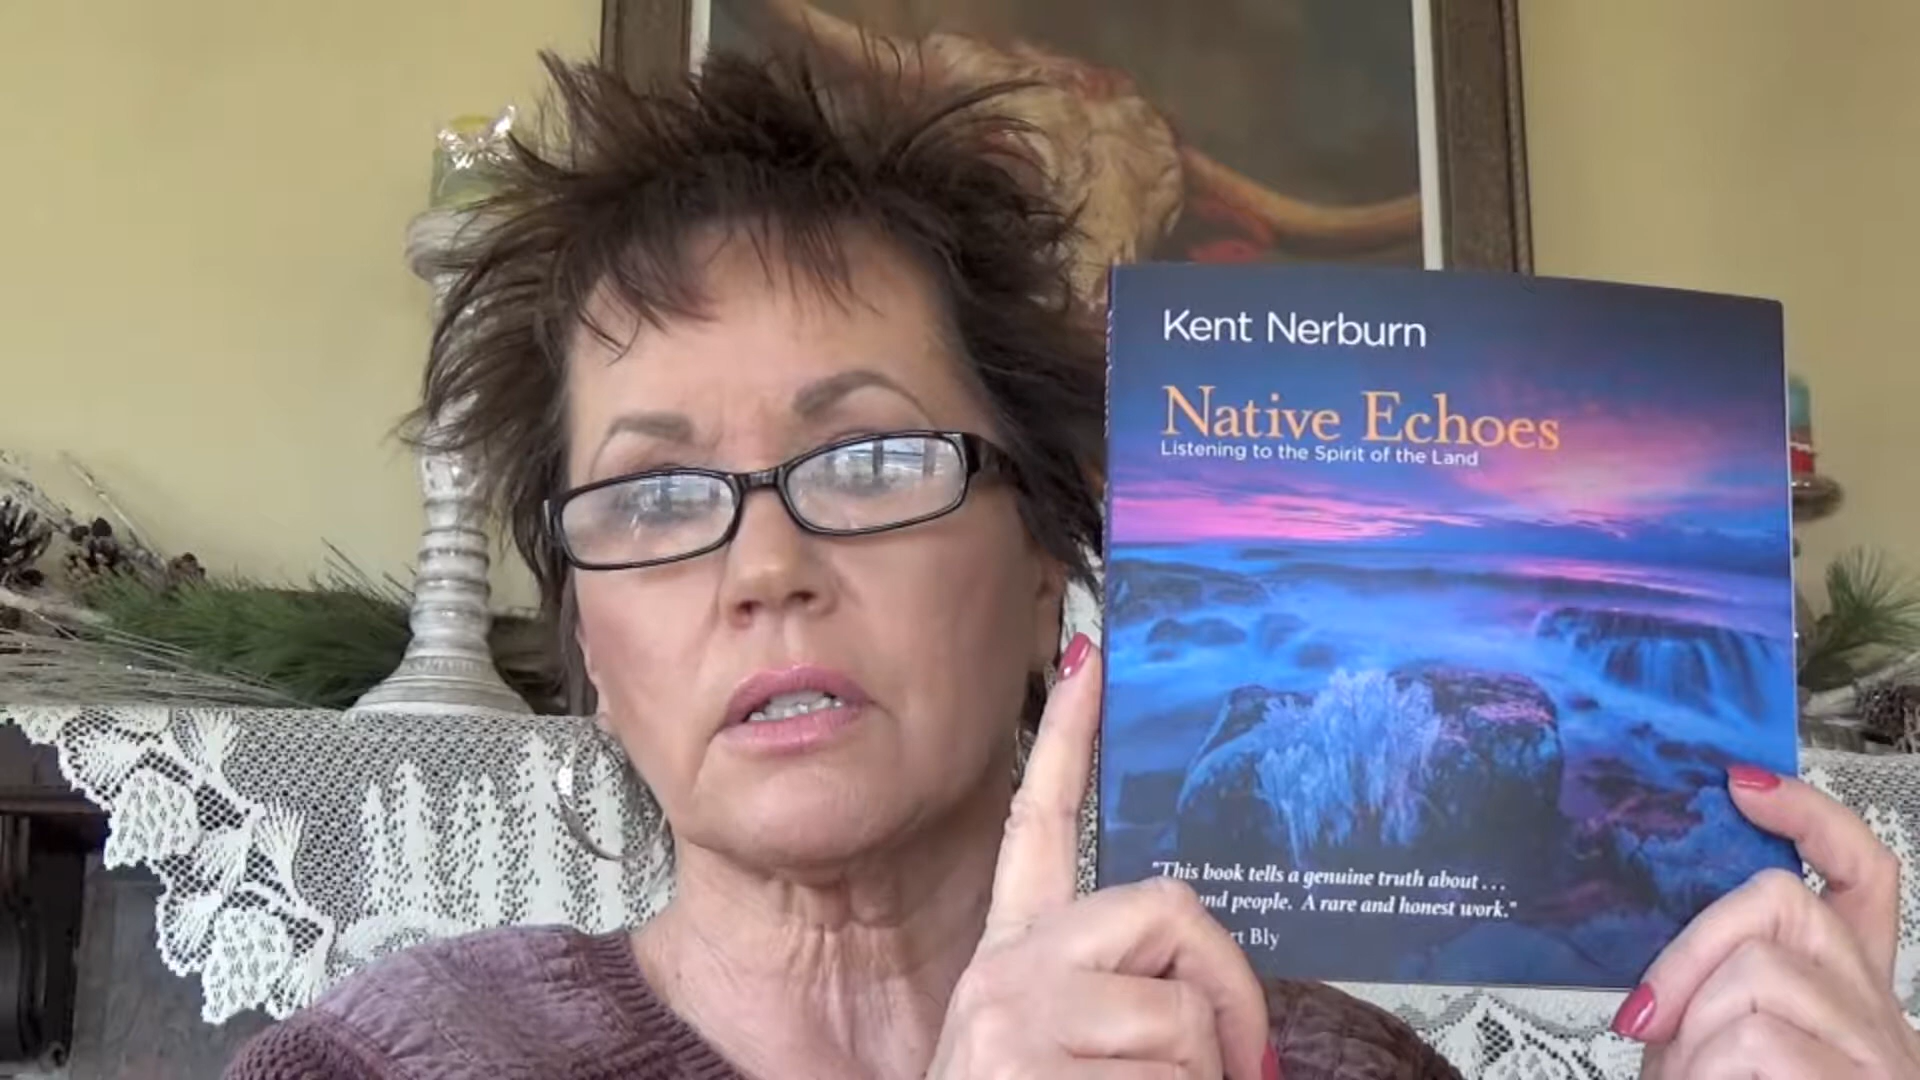 Kent Nerburn
Native Echoes
Listening to the Spirit of the Land
"This book tells a genuine truth about . . .
and people. A rare and honest work."
Bly